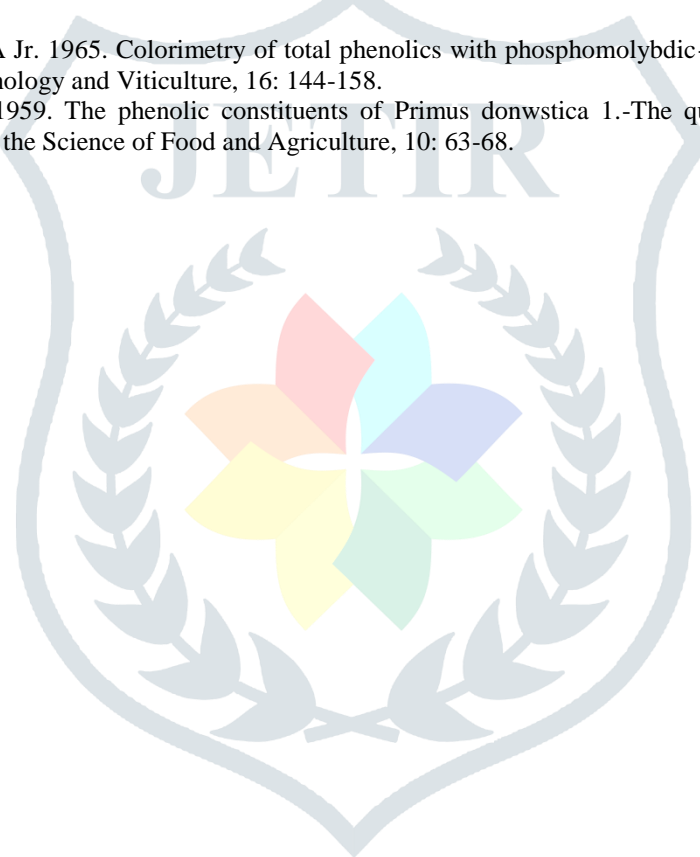 A Jr. 1965. Colorimetry of total phenolics with phosphomolybdic-
nology and Viticulture, 16: 144-158.
1959. The phenolic constituents of Primus donwstica 1.-The qu
the Science of Food and Agriculture, 10: 63-68.
JETIR